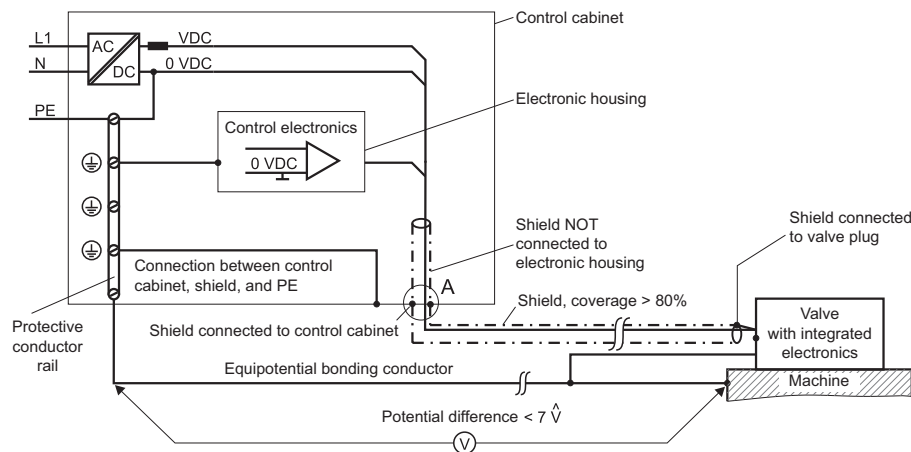 Control cabinet
L1
AC
VDC
N
DC
0 VDC
PE
Electronic housing
Control electronics
0 VDC
Shield NOT
connected to
electronic housing
Shield connected
to valve plug
Connection between control
cabinet, shield, and PE
A
Shield, coverage > 80%
Protective
conductor
rail
Shield connected to control cabinet
Valve
with integrated
electronics
Equipotential bonding conductor
Machine
Potential difference < 7 V̂
V